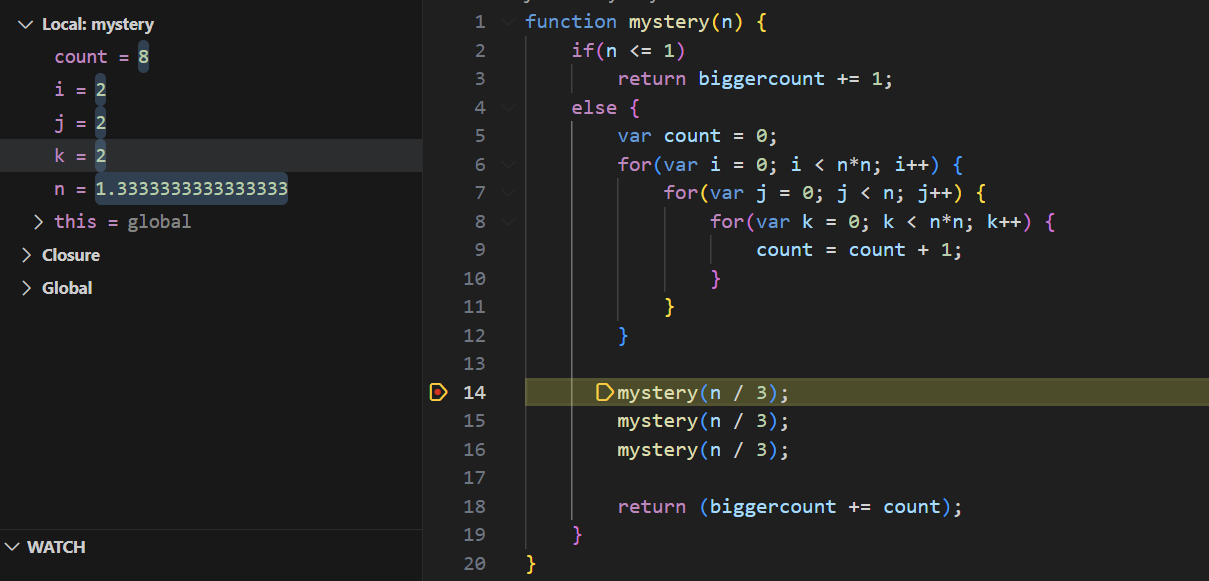 Local: mystery
count = 8
i = 2
j = 2
k = 2
n = 1.3333333333333333
this = global
Closure
Global
WATCH
1 function mystery(n) {
2 if(n <= 1)
3 return biggercount += 1;
4 else {
5 var count = 0;
6 for(var i = 0; i < n*n; i++) {
7 for(var j = 0; j < n; j++) {
8 for(var k = 0; k < n*n; k++) {
9 count = count + 1;
10 }
11 }
12 }
13
14 mystery(n / 3);
15 mystery(n / 3);
16 mystery(n / 3);
17
18 return (biggercount += count);
19 }
20 }